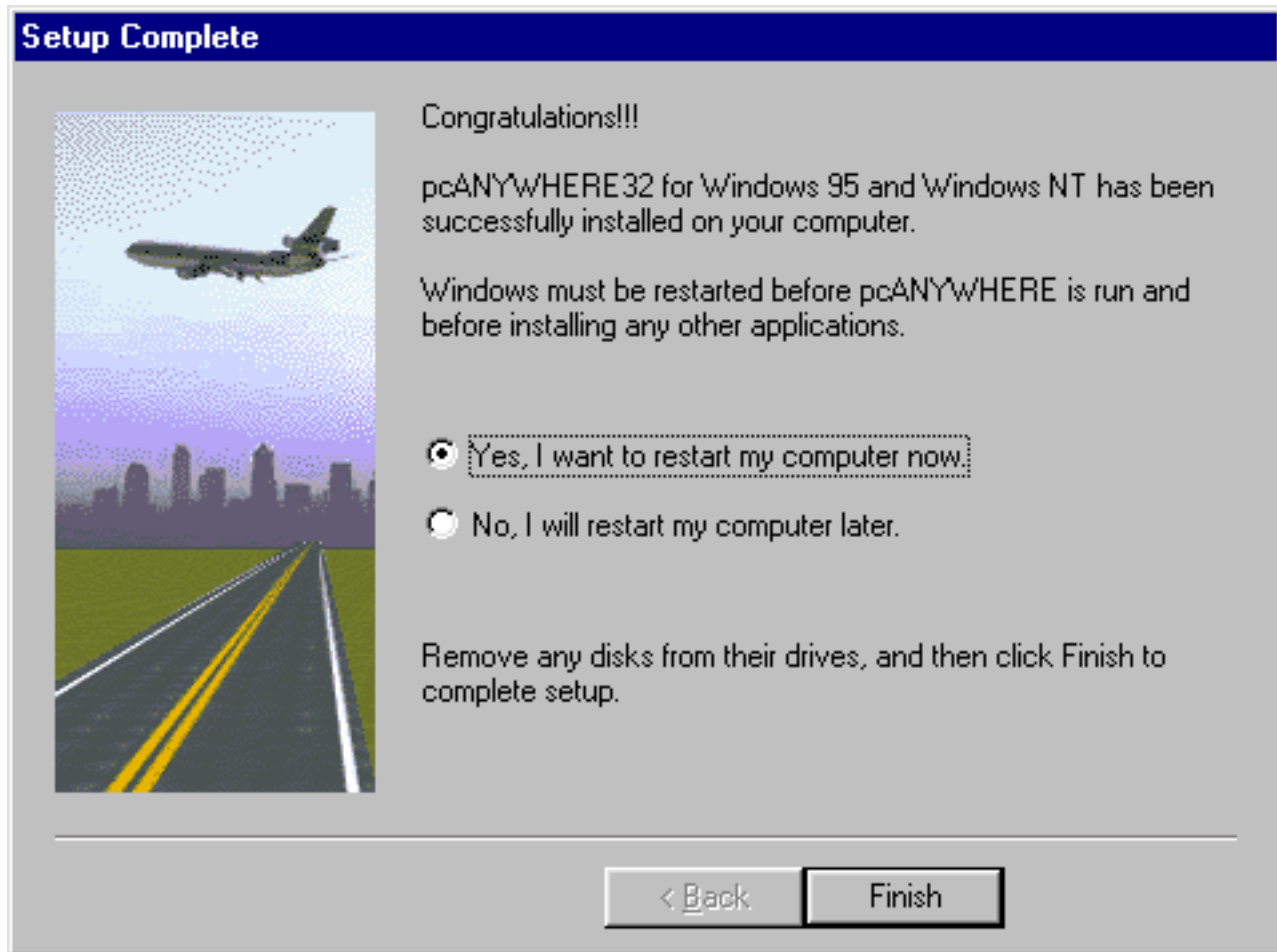 Setup Complete
Congratulations!!!
pcANYWHERE32 for Windows 95 and Windows NT has been
successfully installed on your computer.
Windows must be restarted before pcANYWHERE is run and
before installing any other applications.
Yes, I want to restart my computer now.
No, I will restart my computer later.
Remove any disks from their drives, and then click Finish to
complete setup.
< Back
Finish